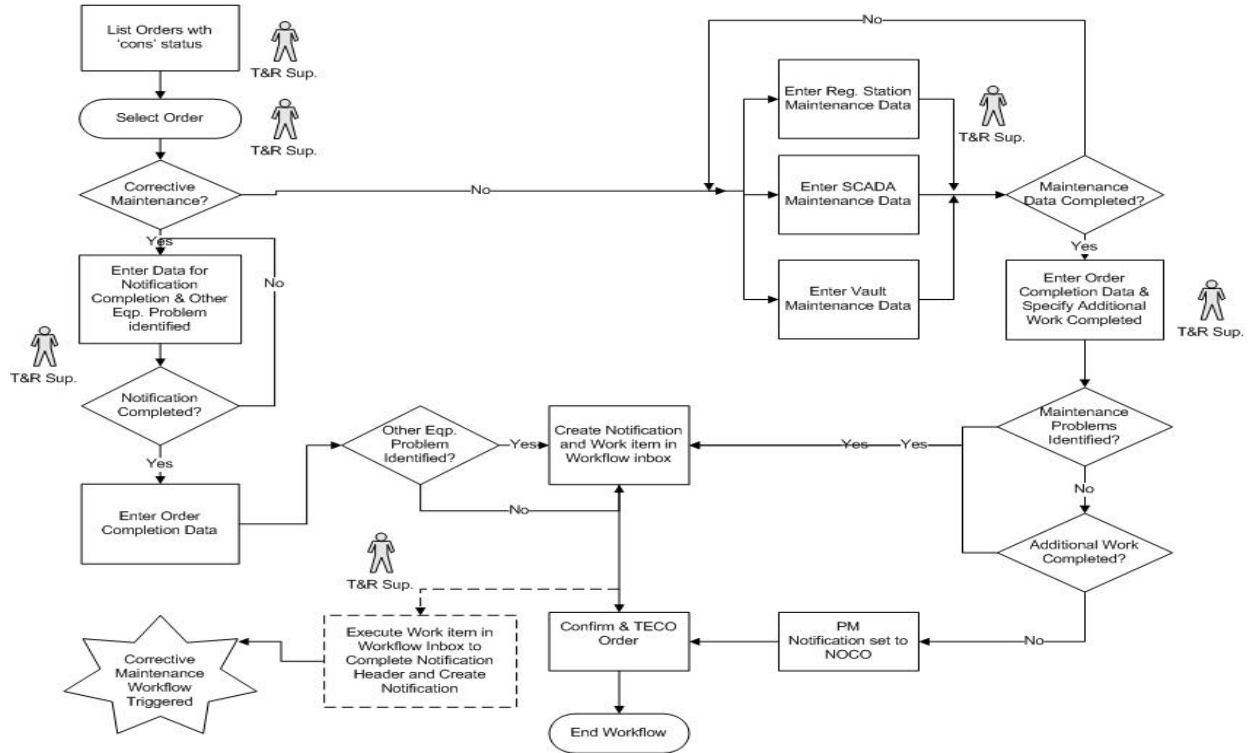 List Orders wth
'cons' status
T&R Sup.
Select Order
T&R Sup.
Corrective
Maintenance?
No
Yes
Enter Data for
Notification
Completion & Other
Eqp. Problem
identified
No
T&R Sup.
Notification
Completed?
Yes
Enter Order
Completion Data
Other Eqp.
Problem
Identified?
Yes
No
Create Notification
and Work item in
Workflow inbox
No
Enter Reg. Station
Maintenance Data
T&R Sup.
Enter SCADA
Maintenance Data
Enter Vault
Maintenance Data
Maintenance
Data Completed?
Yes
Enter Order
Completion Data &
Specify Additional
Work Completed
T&R Sup.
Maintenance
Problems
Identified?
Yes
Yes
No
Additional Work
Completed?
No
PM
Notification set to
NOCO
Confirm & TECO
Order
End Workflow
T&R Sup.
Execute Work item in
Workflow Inbox to
Complete Notification
Header and Create
Notification
Corrective
Maintenance
Workflow
Triggered